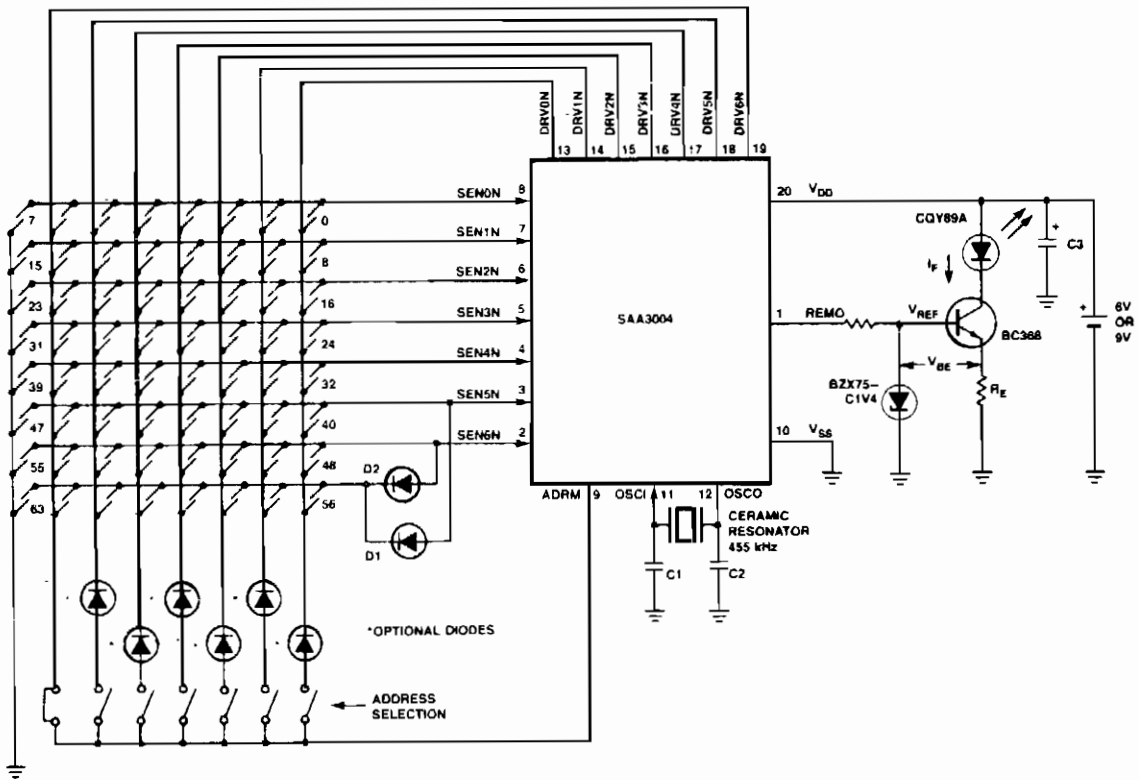 DRV0N
DRV1N
DRV2N
DRV3N
DRV4N
DRV5N
DRV6N
13 14 15 16 17 18 19
SEN0N 8
SEN1N 7
SEN2N 6
SEN3N 5
SEN4N 4
SEN5N 3
SEN6N 2
7 0
15 8
23 16
31 24
39 32
47 40
55 48
63 56
SAA3004
20 VDD
CQY89A
C3
IF
1 REMO
VREF
BC368
6V
OR
9V
VBE
BZX75-
C1V4
RE
10 VSS
D2
D1
ADRM 9 OSCI 11 12 OSCO
CERAMIC
RESONATOR
455 kHz
C1
C2
*OPTIONAL DIODES
ADDRESS
SELECTION